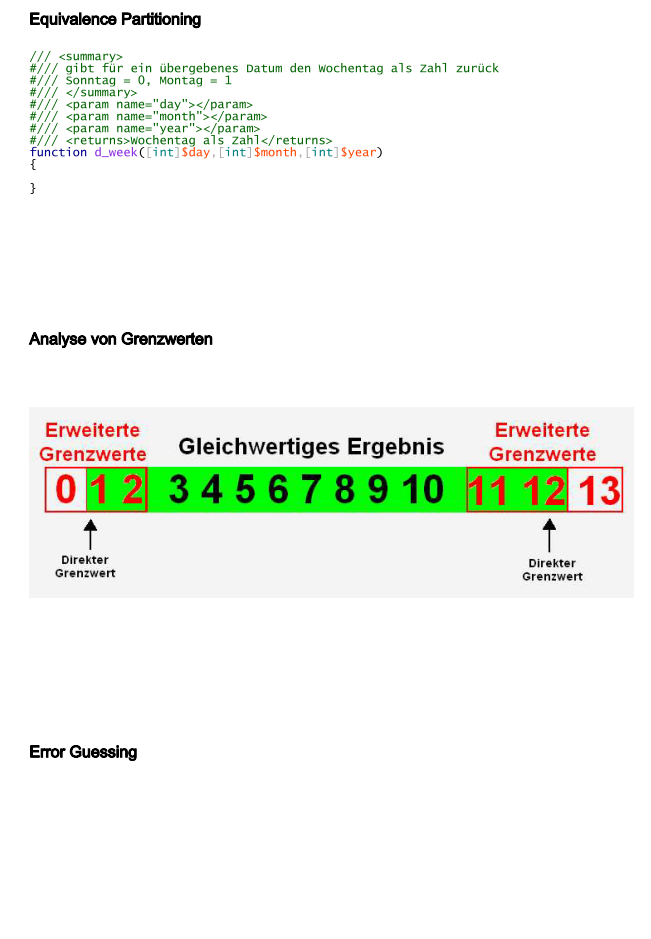 Equivalence Partitioning
/// <summary>
#/// gibt für ein übergebenes Datum den Wochentag als Zahl zurück
#/// Sonntag = 0, Montag = 1
#/// </summary>
#/// <param name="day"></param>
#/// <param name="month"></param>
#/// <param name="year"></param>
#/// <returns>Wochentag als Zahl</returns>
function d_week([int]$day,[int]$month,[int]$year)
{
}
Analyse von Grenzwerten
Erweiterte
Grenzwerte
Gleichwertiges Ergebnis
Erweiterte
Grenzwerte
0 1 2 3 4 5 6 7 8 9 10 11 12 13
Direkter
Grenzwert
Direkter
Grenzwert
Error Guessing